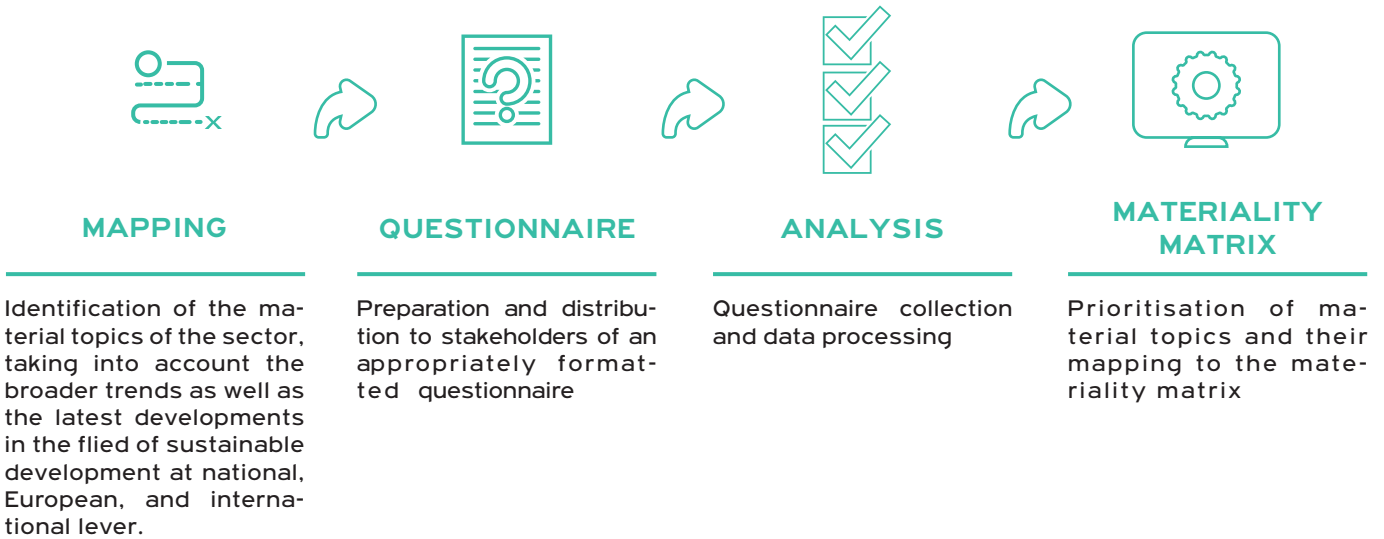 MAPPING
Identification of the ma-
terial topics of the sector,
taking into account the
broader trends as well as
the latest developments
in the flied of sustainable
development at national,
European, and interna-
tional lever.
QUESTIONNAIRE
Preparation and distribu-
tion to stakeholders of an
appropriately format-
ted questionnaire
ANALYSIS
Questionnaire collection
and data processing
MATERIALITY
MATRIX
Prioritisation of ma-
terial topics and their
mapping to the mate-
riality matrix